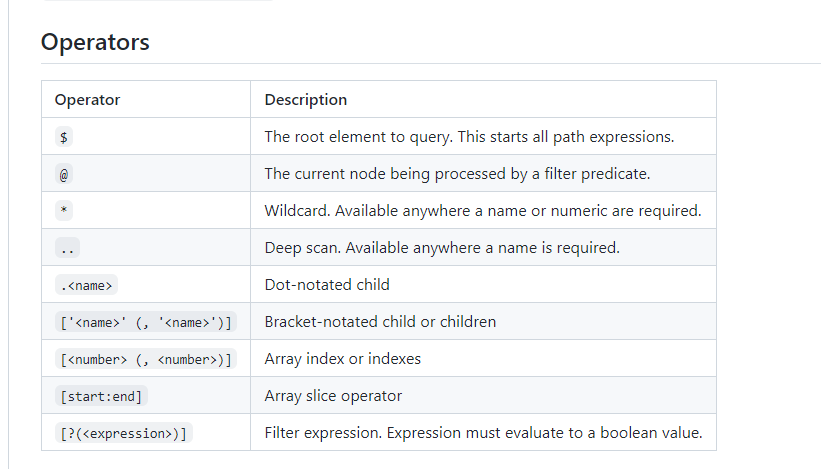 Operators
Operator Description
$ The root element to query. This starts all path expressions.
@ The current node being processed by a filter predicate.
* Wildcard. Available anywhere a name or numeric are required.
.. Deep scan. Available anywhere a name is required.
.<name> Dot-notated child
['<name>' (, '<name>')] Bracket-notated child or children
[<number> (, <number>)] Array index or indexes
[start:end] Array slice operator
[?(<expression>)] Filter expression. Expression must evaluate to a boolean value.